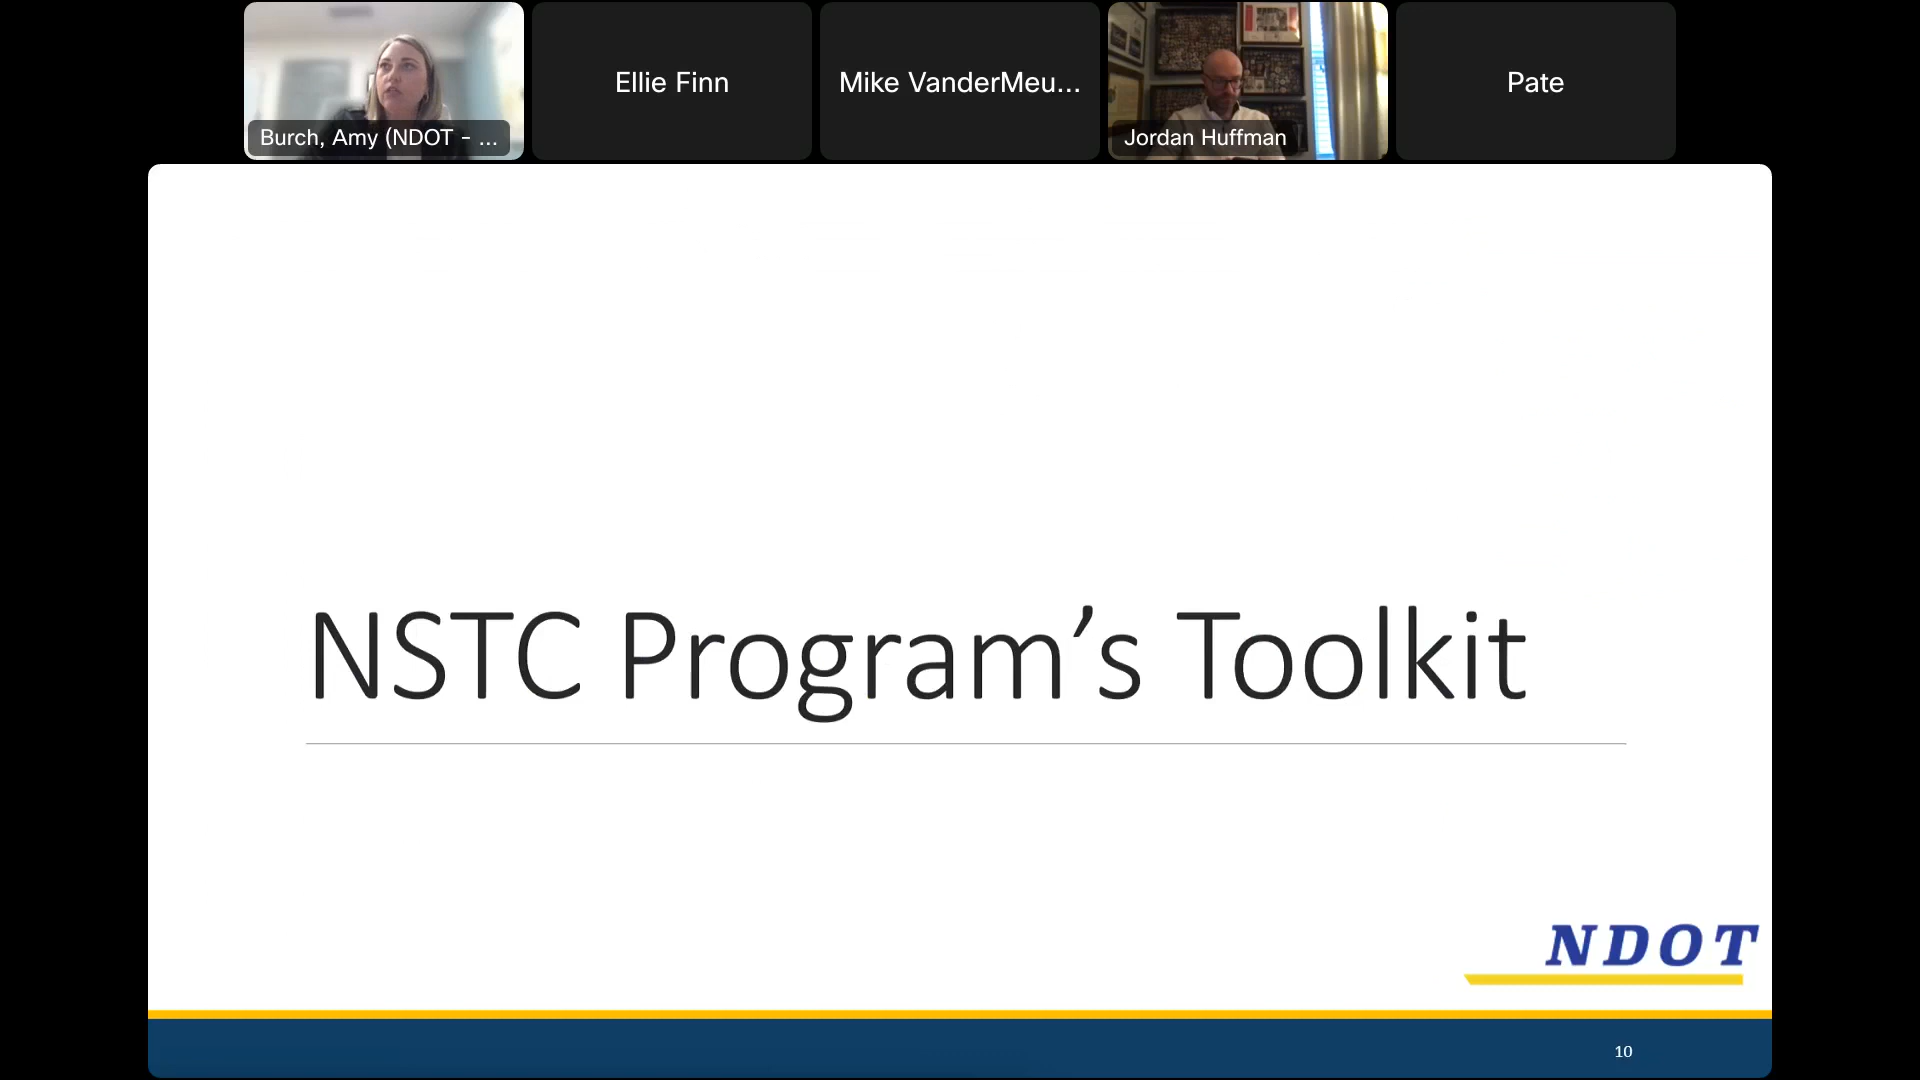 Burch, Amy (NDOT - ...
Ellie Finn
Mike VanderMeu...
Jordan Huffman
Pate
NSTC Program’s Toolkit
NDOT
10